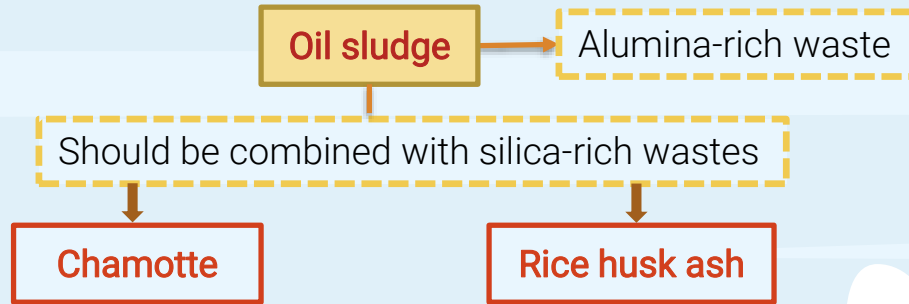 Oil sludge
Alumina-rich waste
Should be combined with silica-rich wastes
Chamotte
Rice husk ash